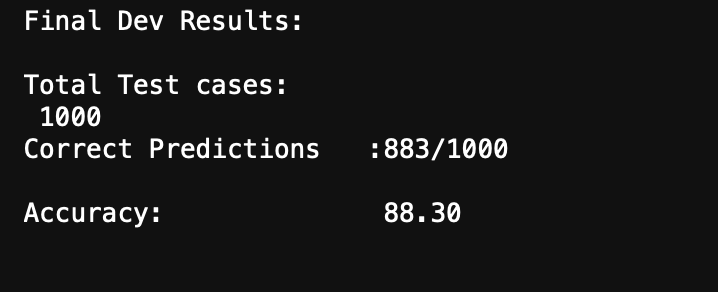 Final Dev Results:
Total Test cases:
1000
Correct Predictions   :883/1000
Accuracy:              88.30